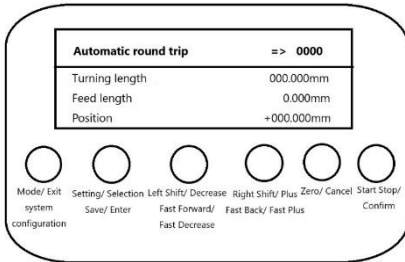 Automatic round trip => 0000
Turning length 000.000mm
Feed length 0.000mm
Position +000.000mm
Mode/ Exit system configuration
Setting/ Selection Save/ Enter
Left Shift/ Decrease Fast Forward/ Fast Decrease
Right Shift/ Plus Fast Back/ Fast Plus
Zero/ Cancel
Start Stop/ Confirm